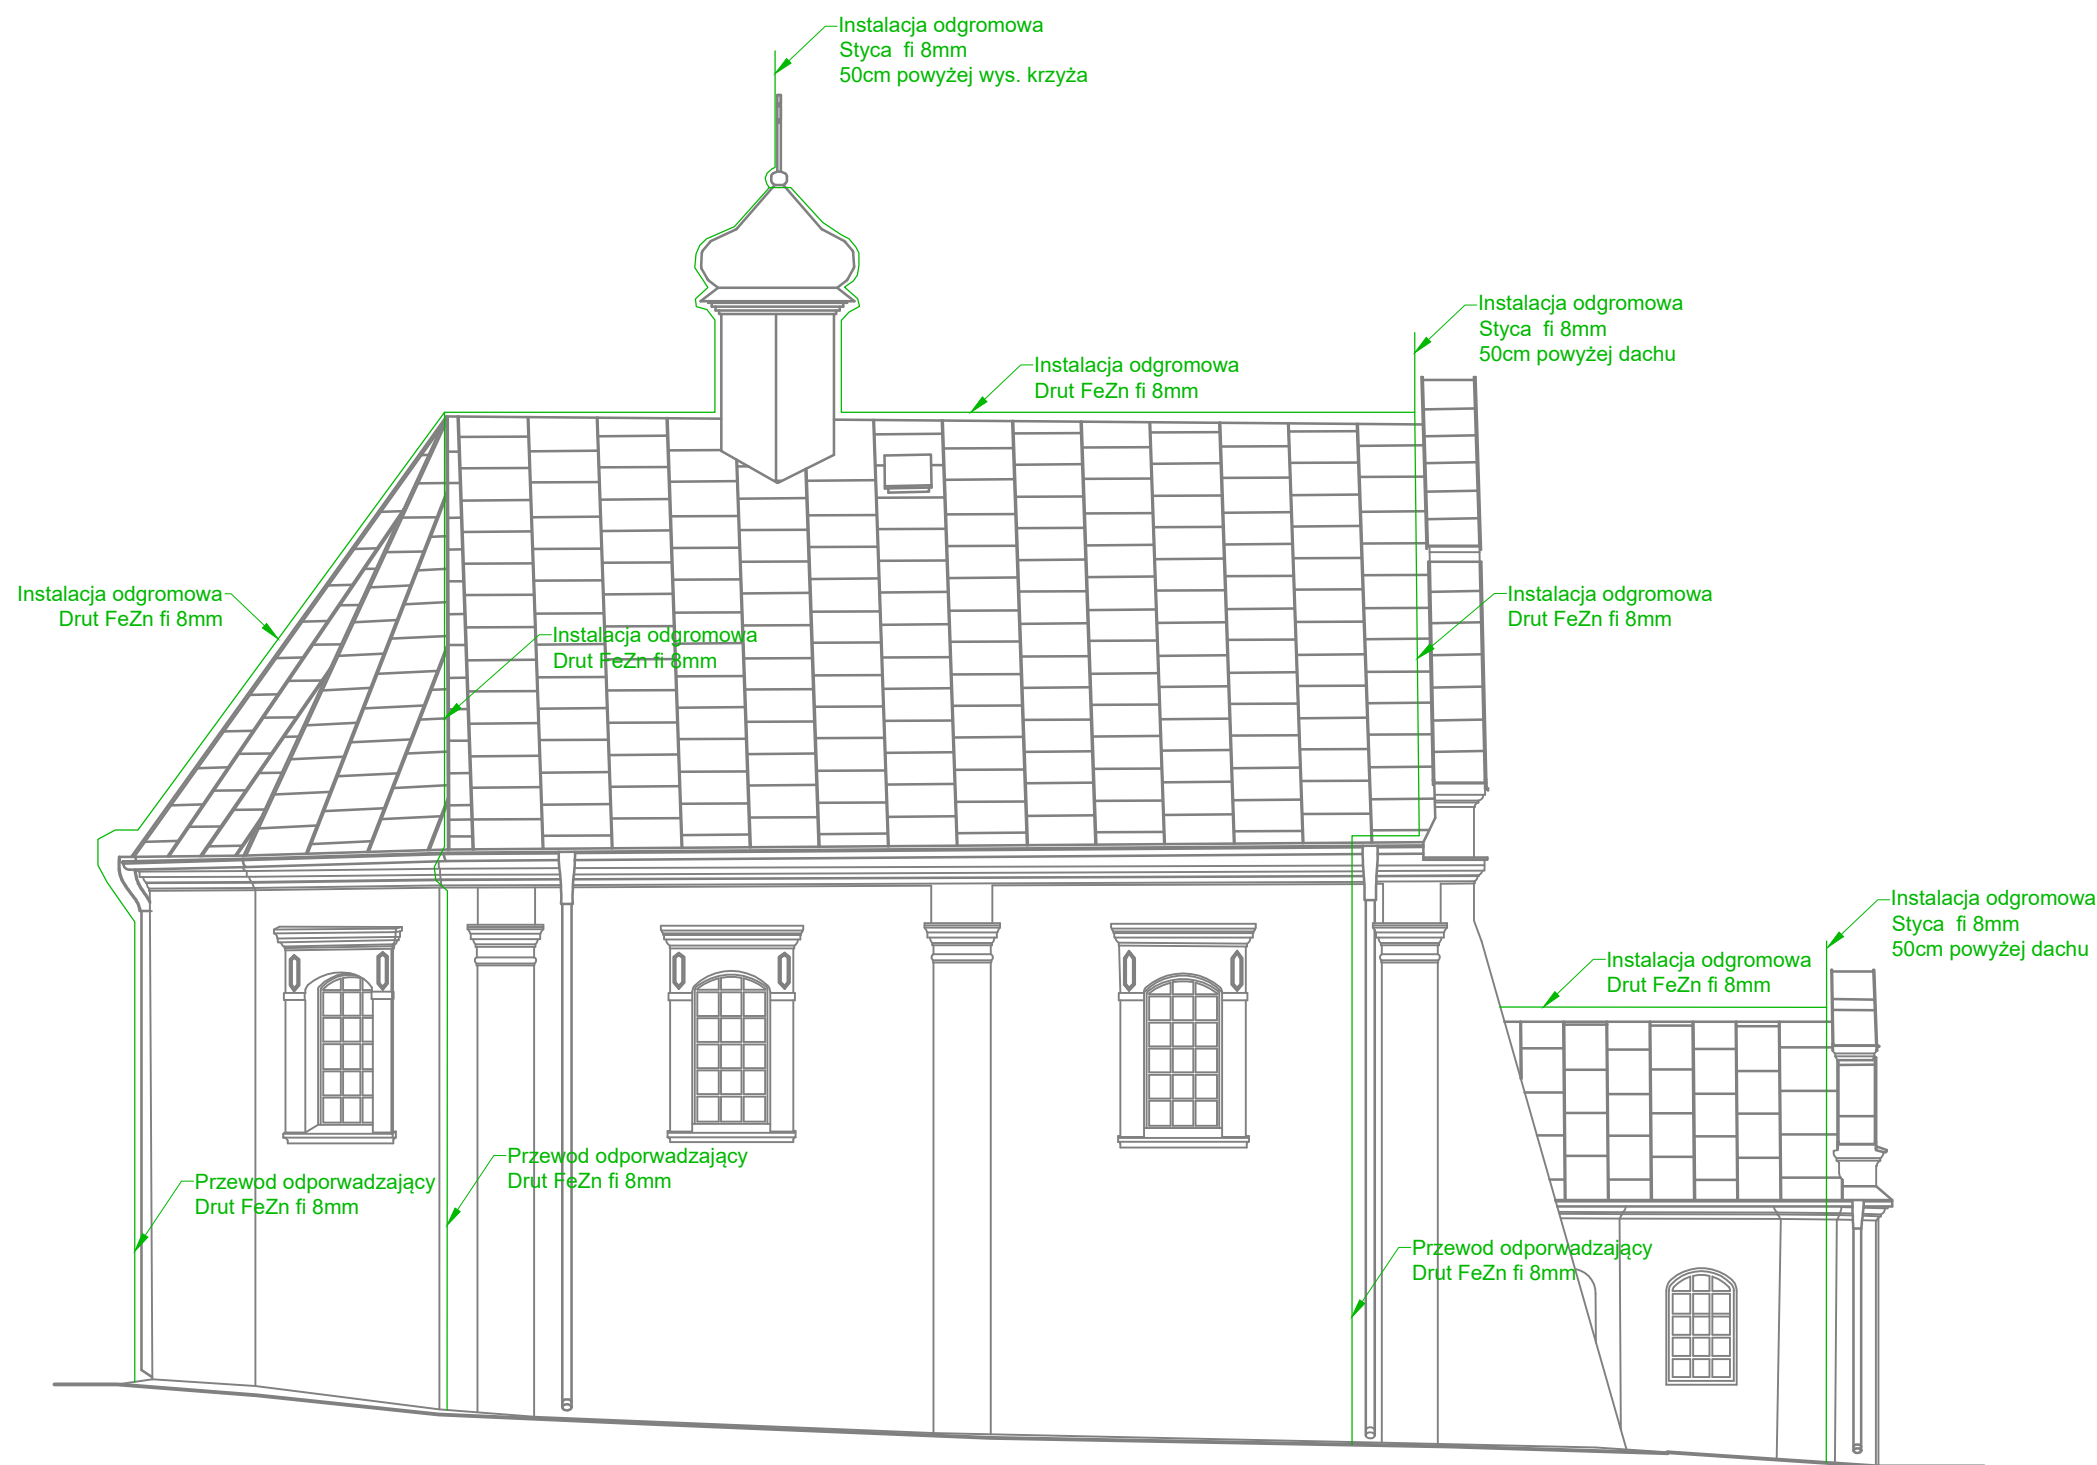 Instalacja odgromowa
Styca fi 8mm
50cm powyżej wys. krzyża
Instalacja odgromowa
Styca fi 8mm
50cm powyżej dachu
Instalacja odgromowa
Drut FeZn fi 8mm
Instalacja odgromowa
Drut FeZn fi 8mm
Instalacja odgromowa
Drut FeZn fi 8mm
Instalacja odgromowa
Drut FeZn fi 8mm
Instalacja odgromowa
Styca fi 8mm
50cm powyżej dachu
Instalacja odgromowa
Drut FeZn fi 8mm
Przewod odporwadzający
Drut FeZn fi 8mm
Przewod odporwadzający
Drut FeZn fi 8mm
Przewod odporwadzający
Drut FeZn fi 8mm